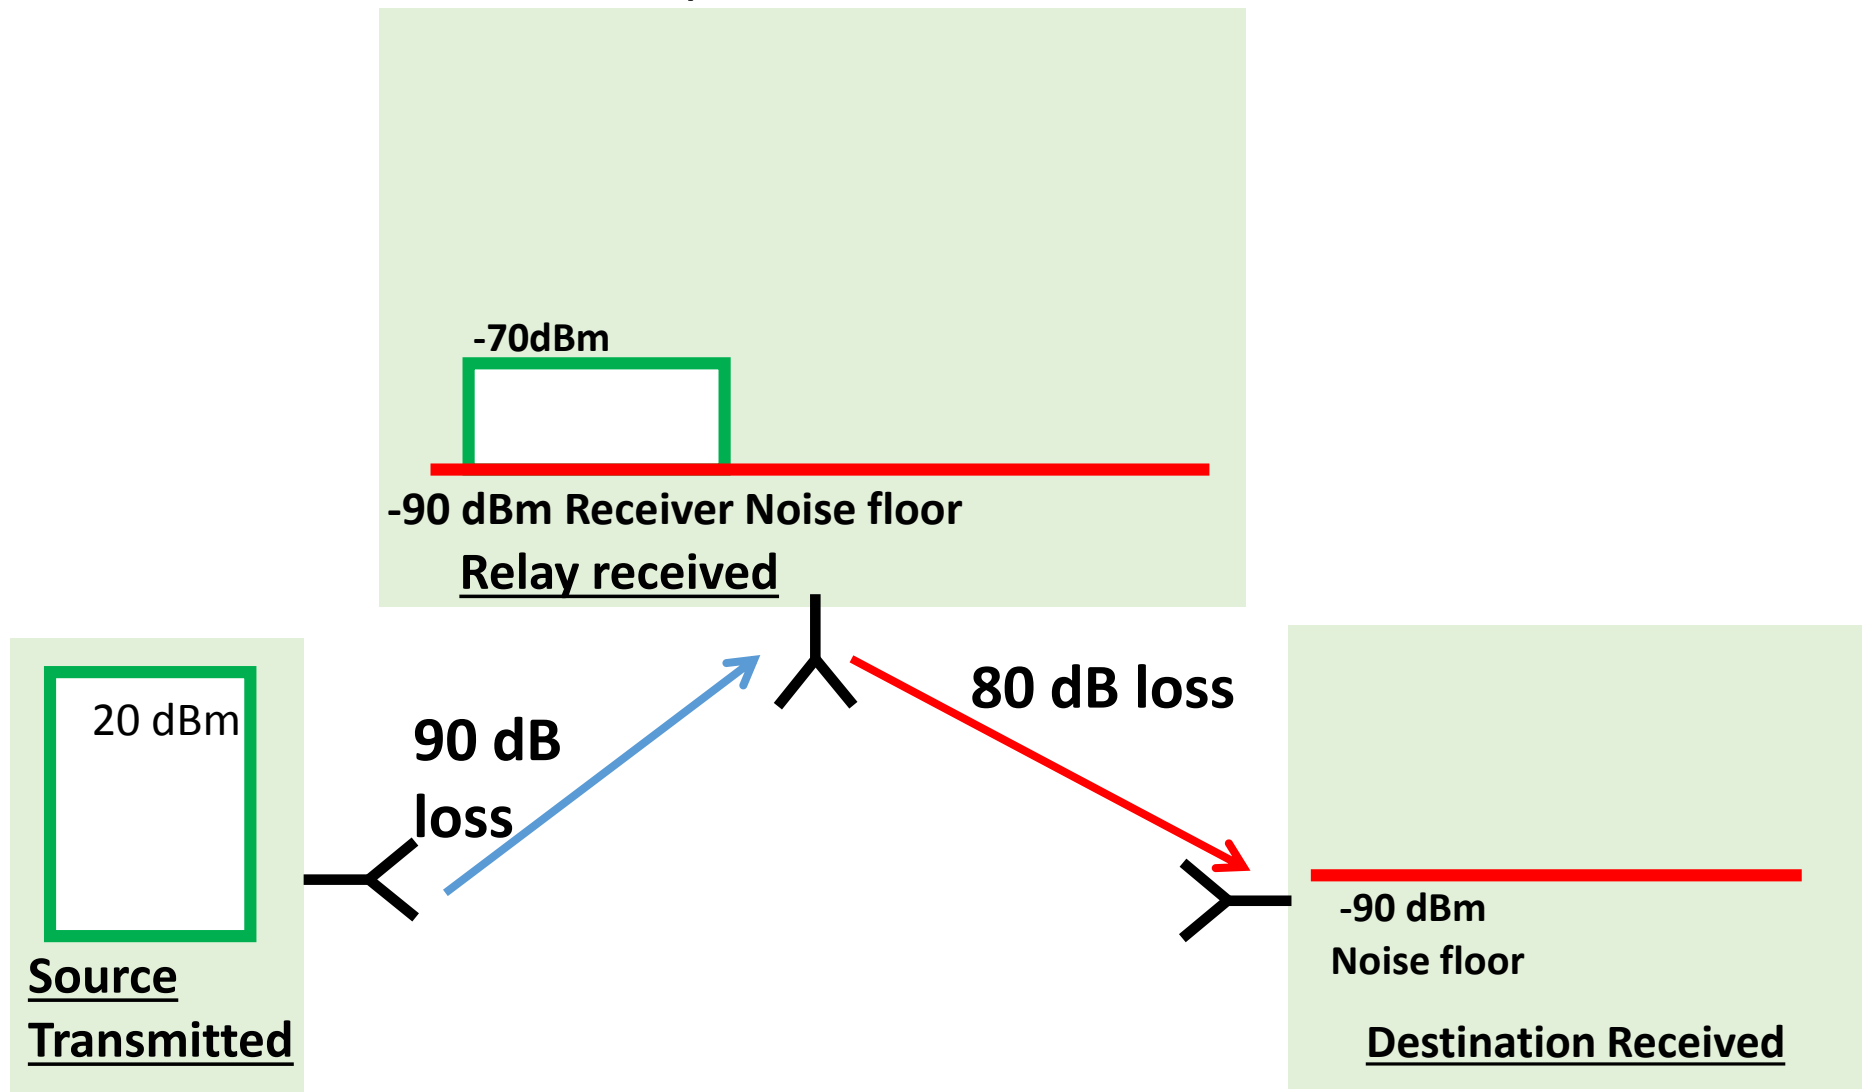 -70dBm
-90 dBm Receiver Noise floor
Relay received
20 dBm
90 dB
loss
80 dB loss
-90 dBm
Noise floor
Source
Transmitted
Destination Received